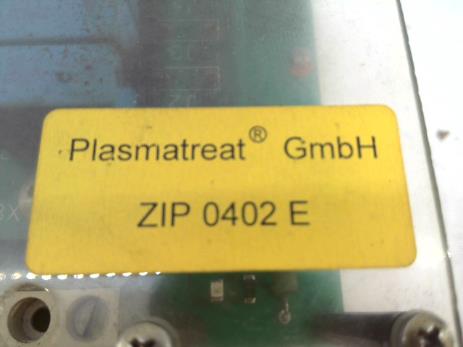 Plasmatreat® GmbH
ZIP 0402 E